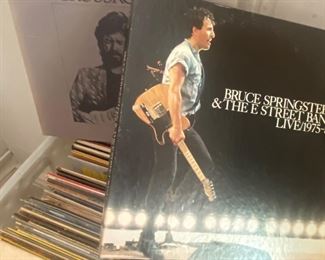 BRUCE SPRINGSTE
& THE E STREET BAN
LIVE/1975-